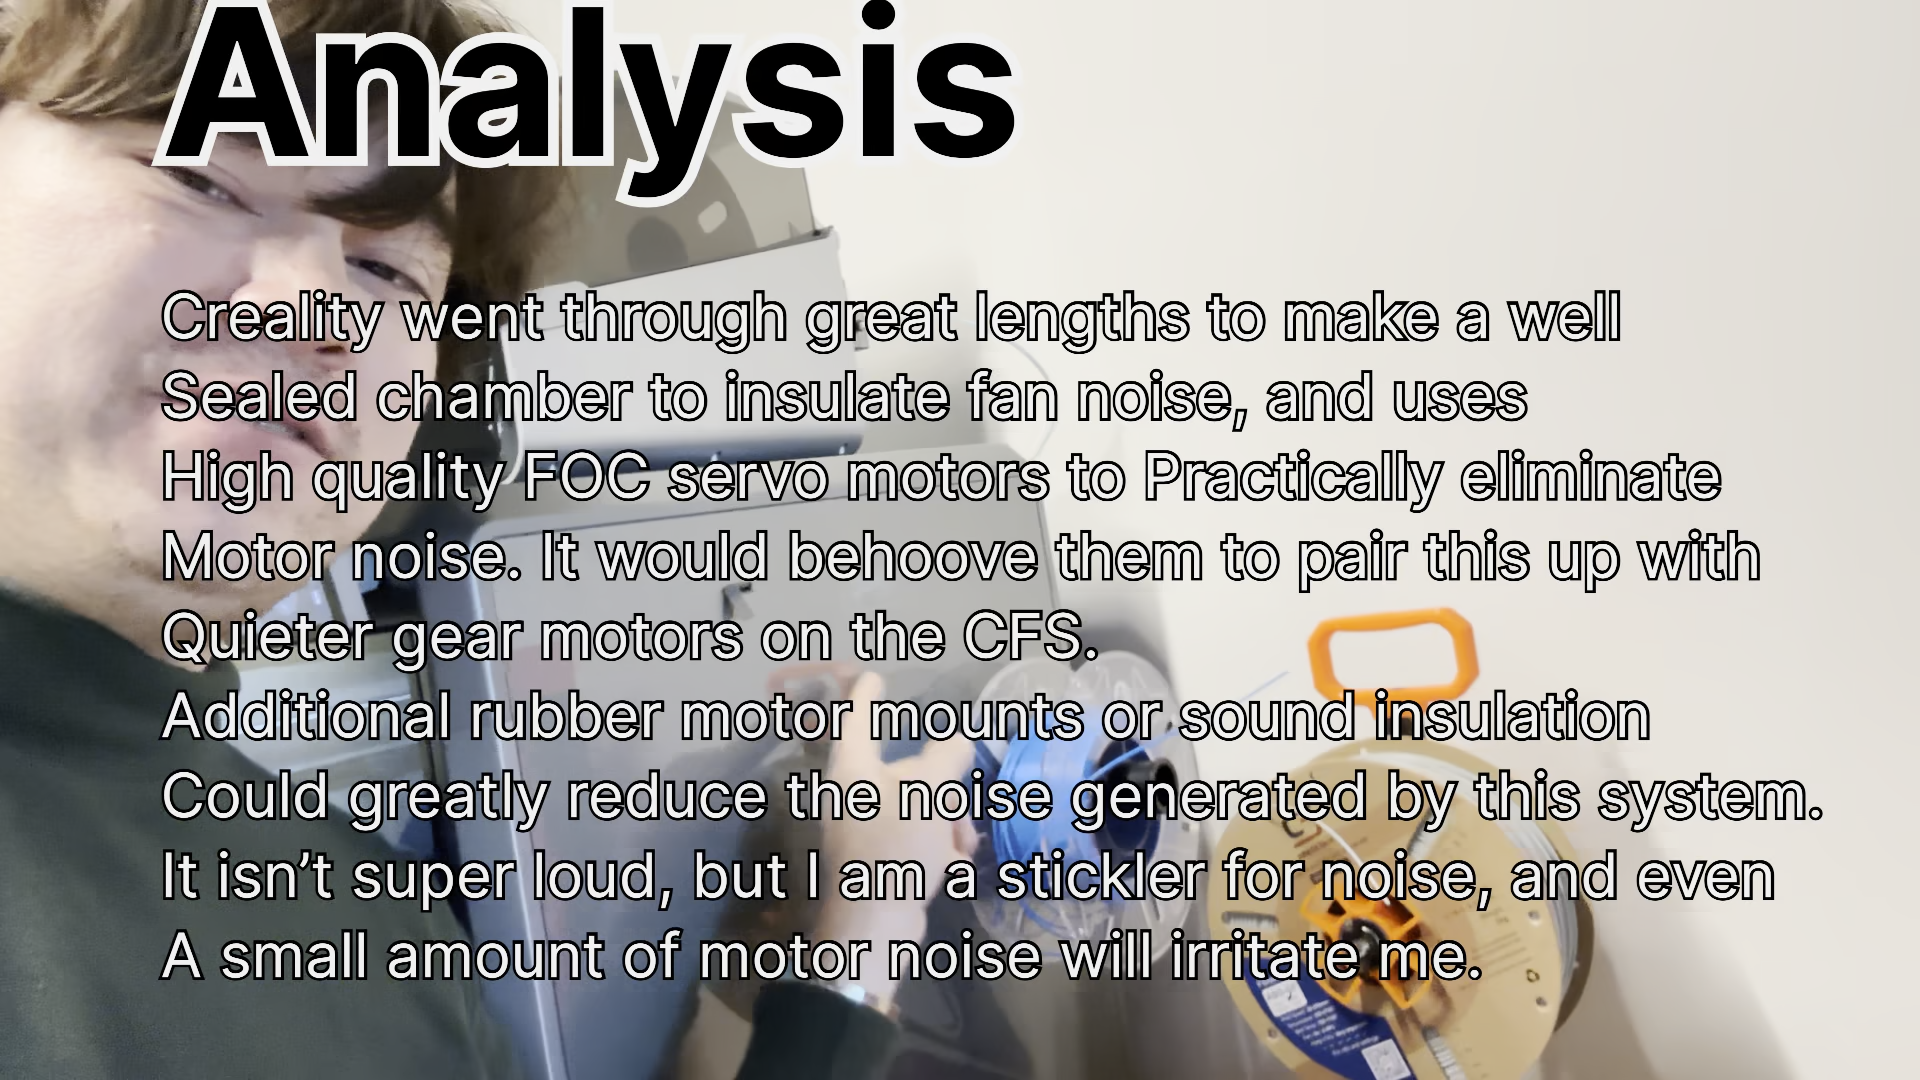 Analysis
Creality went through great lengths to make a well
Sealed chamber to insulate fan noise, and uses
High quality FOC servo motors to Practically eliminate
Motor noise. It would behoove them to pair this up with
Quieter gear motors on the CFS.
Additional rubber motor mounts or sound insulation
Could greatly reduce the noise generated by this system.
It isn’t super loud, but I am a stickler for noise, and even
A small amount of motor noise will irritate me.